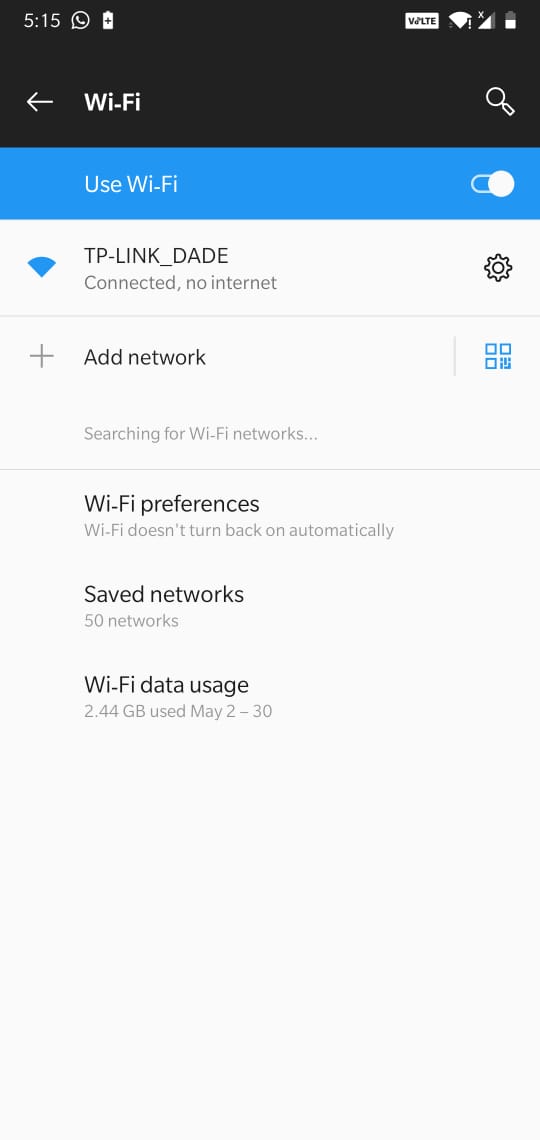 5:15 VoLTE x
Wi-Fi
Use Wi-Fi
TP-LINK_DADE
Connected, no internet
Add network
Searching for Wi-Fi networks...
Wi-Fi preferences
Wi-Fi doesn't turn back on automatically
Saved networks
50 networks
Wi-Fi data usage
2.44 GB used May 2 – 30